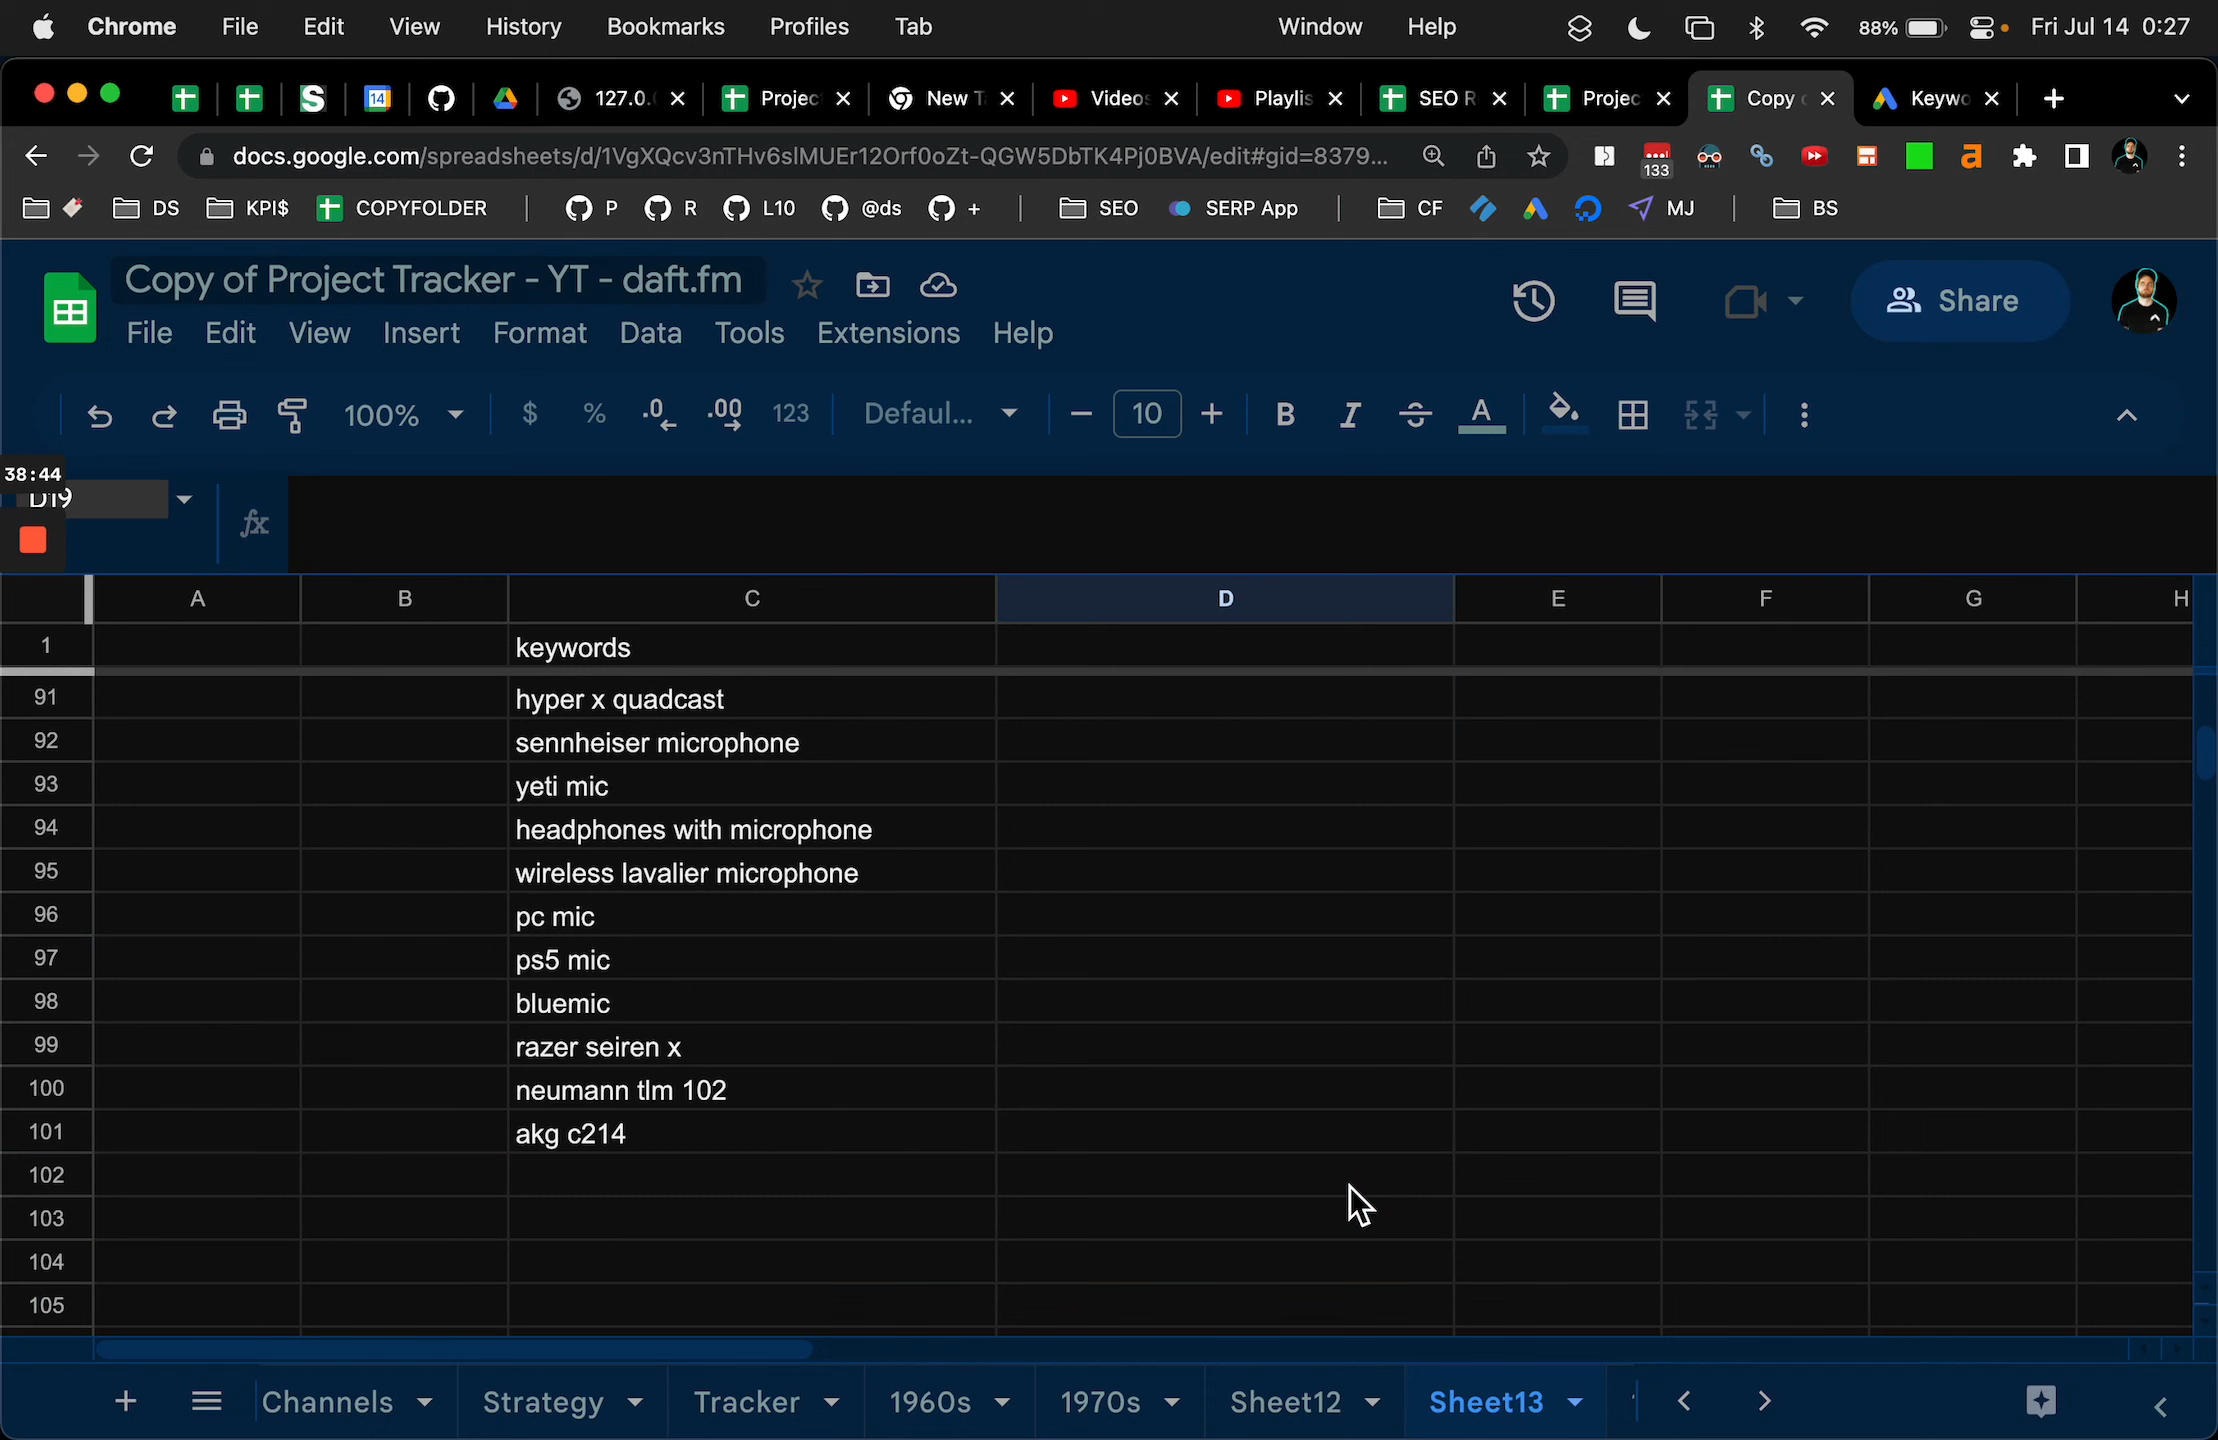 Chrome File Edit View History Bookmarks Profiles Tab Window Help 88% Fri Jul 14 0:27
14 127.0. Projec New T Videos Playlis SEO R Projec Copy Keywo
docs.google.com/spreadsheets/d/1VgXQcv3nTHv6slMUEr12Orf0oZt-QGW5DbTK4Pj0BVA/edit#gid=8379... 133
DS KPI$ COPYFOLDER P R L10 @ds + SEO SERP App CF MJ BS
Copy of Project Tracker - YT - daft.fm
Share
File Edit View Insert Format Data Tools Extensions Help
100% $ % .0 .00 123 Defaul... 10 B I A
38:44
D19
fx
A B C D E F G H
1 keywords
91 hyper x quadcast
92 sennheiser microphone
93 yeti mic
94 headphones with microphone
95 wireless lavalier microphone
96 pc mic
97 ps5 mic
98 bluemic
99 razer seiren x
100 neumann tlm 102
101 akg c214
102
103
104
105
Channels Strategy Tracker 1960s 1970s Sheet12 Sheet13